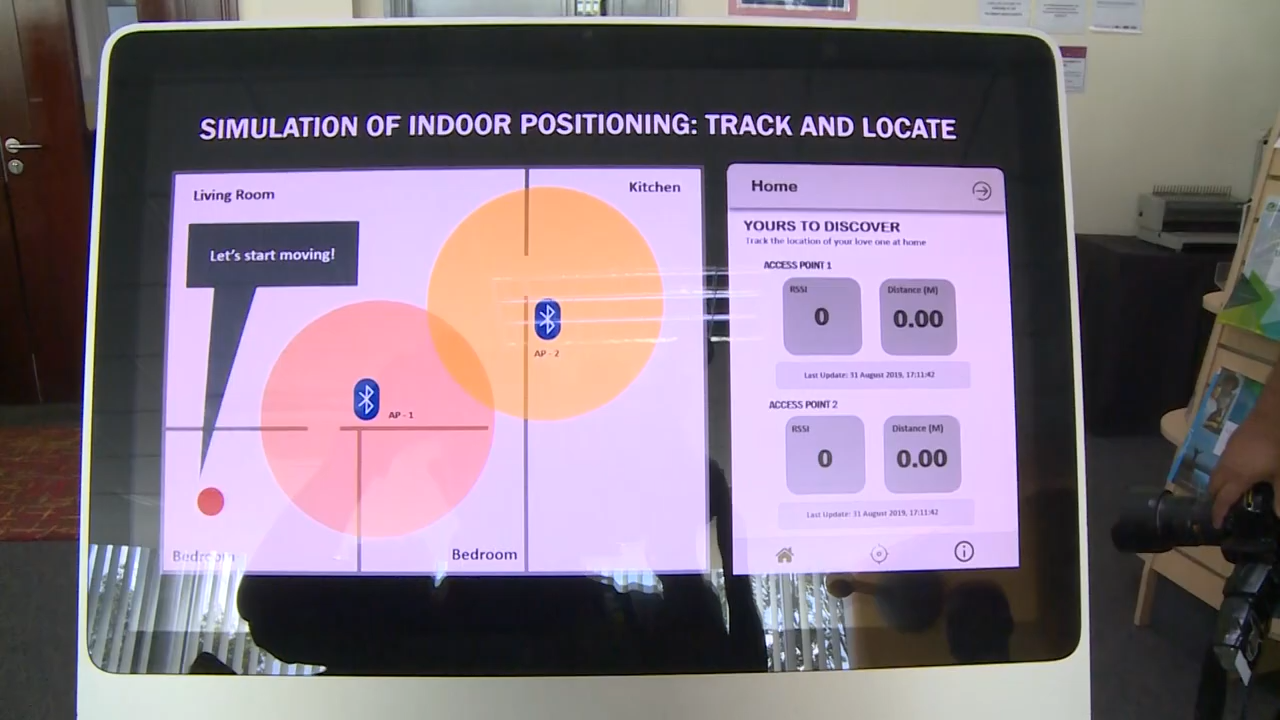 SIMULATION OF INDOOR POSITIONING: TRACK AND LOCATE
Living Room
Kitchen
Let's start moving!
AP - 2
AP - 1
Bedroom
Bedroom
Home
YOURS TO DISCOVER
Track the location of your love one at home
ACCESS POINT 1
RSSI
Distance (M)
0
0.00
Last Update: 31 August 2019, 17:11:42
ACCESS POINT 2
RSSI
Distance (M)
0
0.00
Last Update: 31 August 2019, 17:11:42